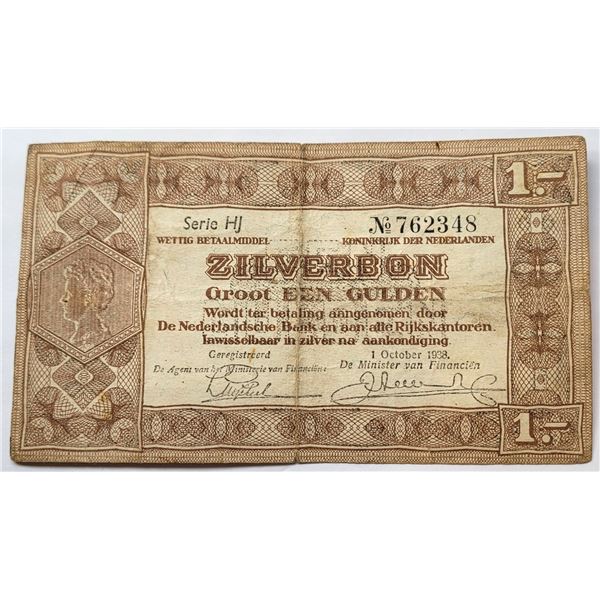 1.-
Serie HJ № 762348
WETTIG BETAALMIDDEL KONINKRIJK DER NEDERLANDEN
ZILVERBON
Groot EEN GULDEN
Wordt ter betaling aangenomen door
De Nederlandsche Bank en aan alle Rijkskantoren.
Inwisselbaar in zilver na aankondiging.
Geregistreerd 1 October 1938.
De Agent van het Ministerie van Financiën De Minister van Financiën
1.-